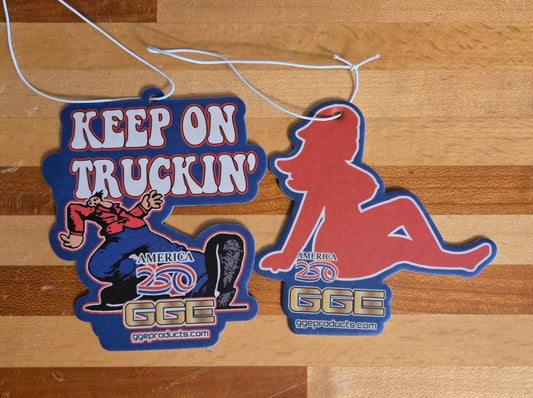 KEEP ON
TRUCKIN'
AMERICA
250
GGE
ggeproducts.com
AMERICA
250
GGE
ggeproducts.com